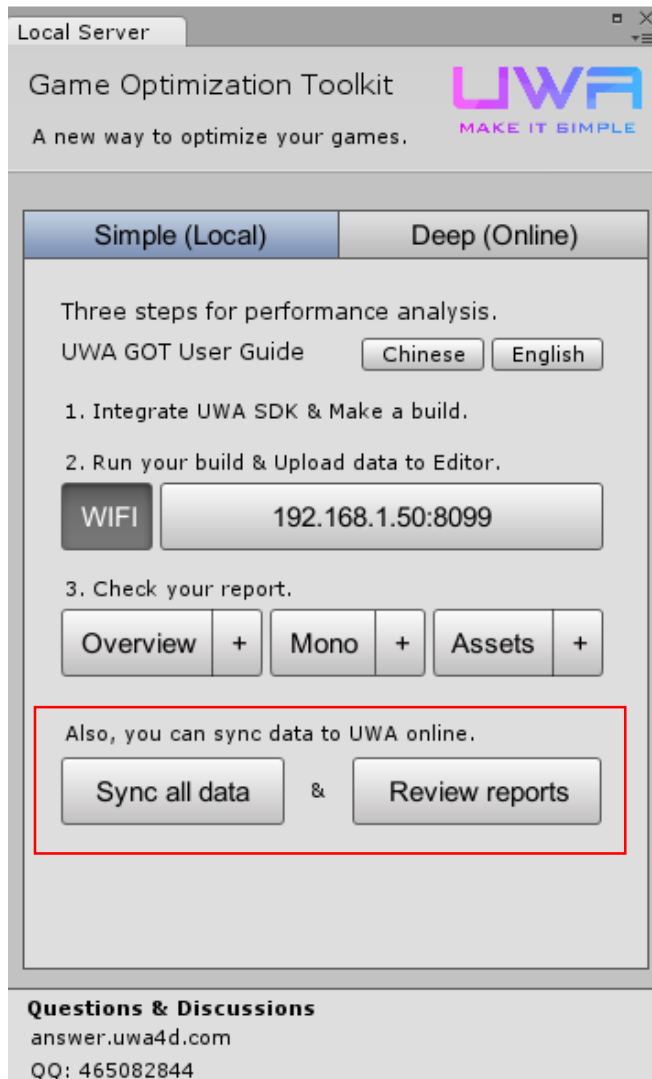 Local Server
Game Optimization Toolkit
UWA
A new way to optimize your games.
MAKE IT SIMPLE
Simple (Local) Deep (Online)
Three steps for performance analysis.
UWA GOT User Guide Chinese English
1. Integrate UWA SDK & Make a build.
2. Run your build & Upload data to Editor.
WIFI 192.168.1.50:8099
3. Check your report.
Overview + Mono + Assets +
Also, you can sync data to UWA online.
Sync all data & Review reports
Questions & Discussions
answer.uwa4d.com
QQ: 465082844